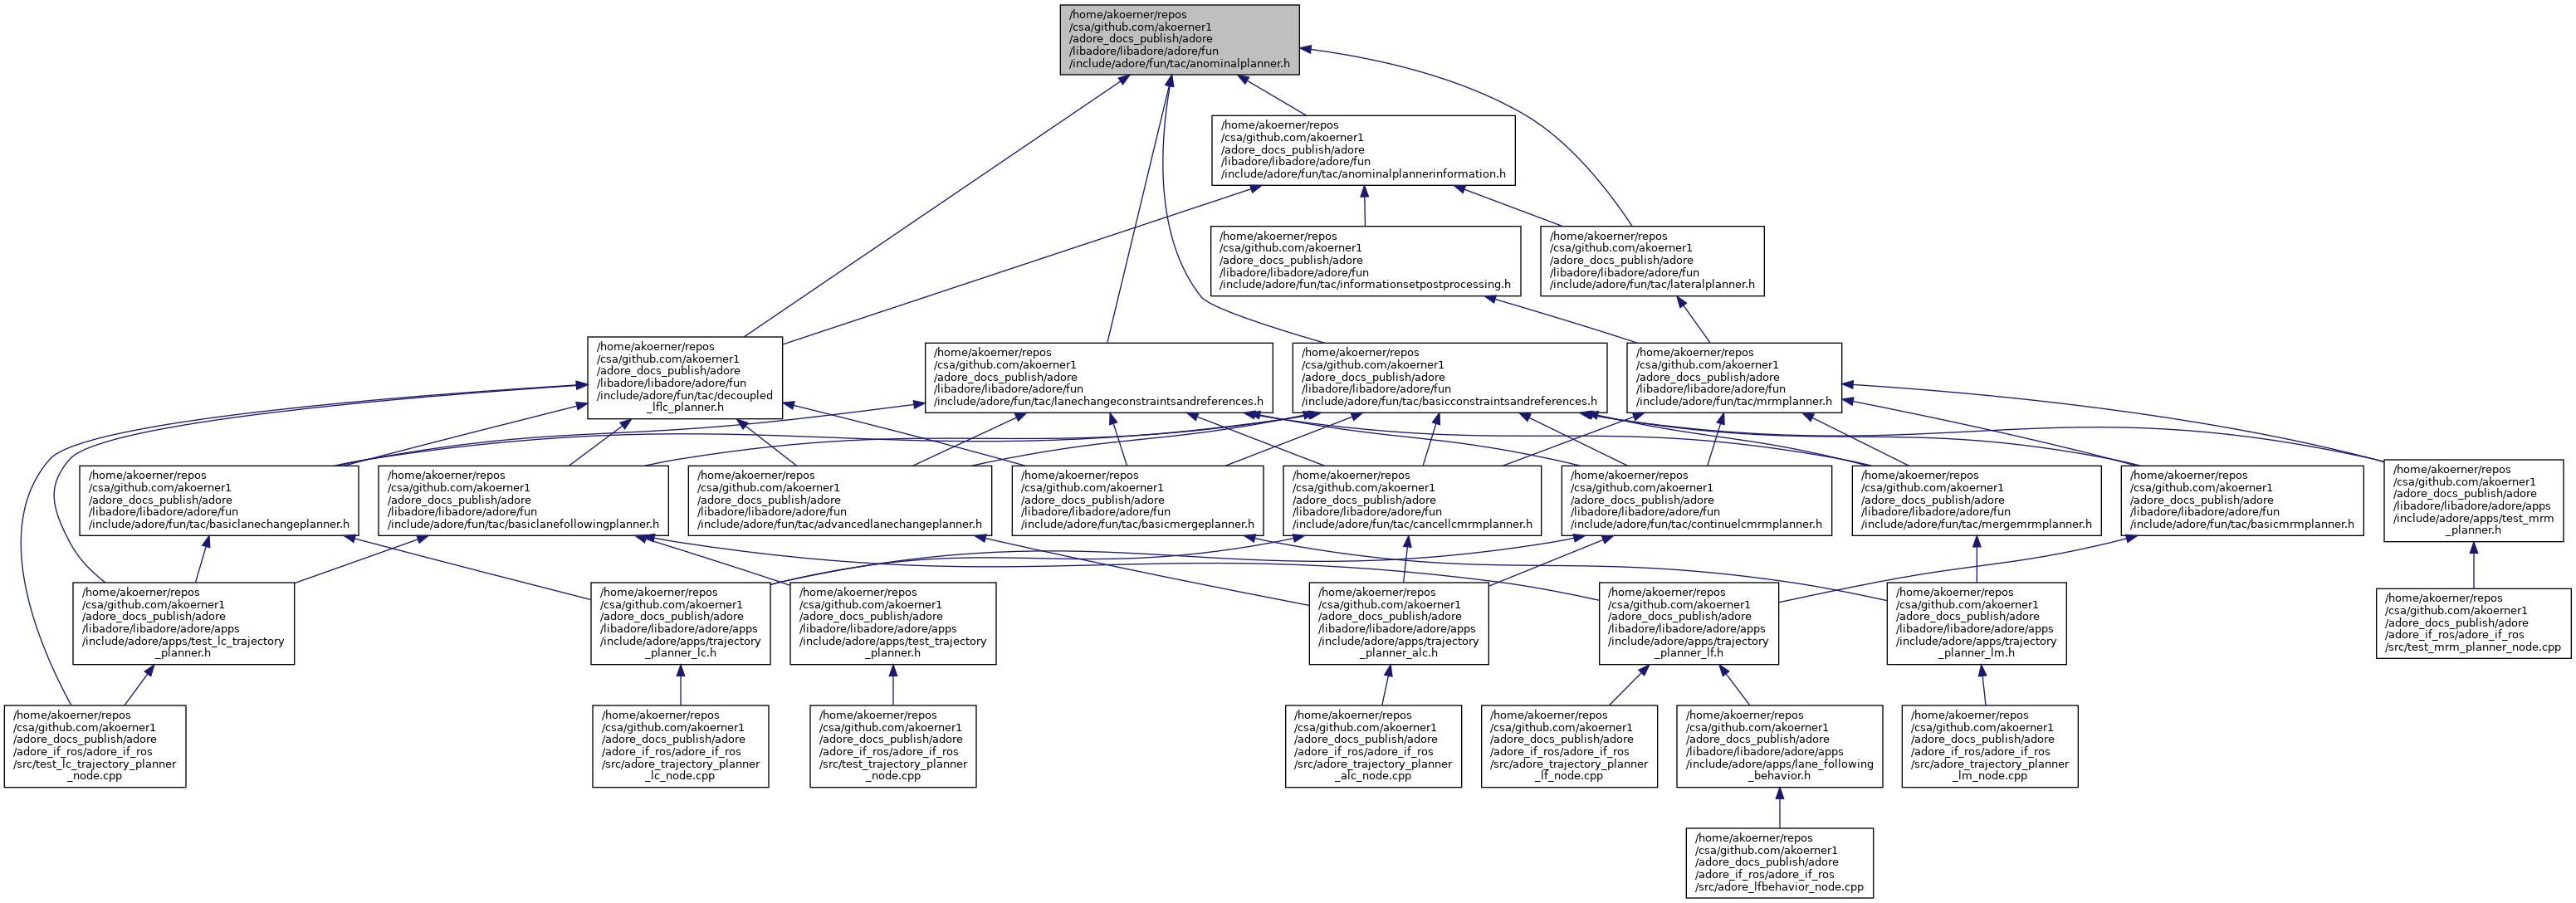 /home/akoerner/repos
/csa/github.com/akoerner1
/adore_docs_publish/adore
/libadore/libadore/adore/fun
/include/adore/fun/tac/anominalplanner.h
/home/akoerner/repos
/csa/github.com/akoerner1
/adore_docs_publish/adore
/libadore/libadore/adore/fun
/include/adore/fun/tac/anominalplannerinformation.h
/home/akoerner/repos
/csa/github.com/akoerner1
/adore_docs_publish/adore
/libadore/libadore/adore/fun
/include/adore/fun/tac/informationsetpostprocessing.h
/home/akoerner/repos
/csa/github.com/akoerner1
/adore_docs_publish/adore
/libadore/libadore/adore/fun
/include/adore/fun/tac/lateralplanner.h
/home/akoerner/repos
/csa/github.com/akoerner1
/adore_docs_publish/adore
/libadore/libadore/adore/fun
/include/adore/fun/tac/decoupled
_lflc_planner.h
/home/akoerner/repos
/csa/github.com/akoerner1
/adore_docs_publish/adore
/libadore/libadore/adore/fun
/include/adore/fun/tac/lanechangeconstraintsandreferences.h
/home/akoerner/repos
/csa/github.com/akoerner1
/adore_docs_publish/adore
/libadore/libadore/adore/fun
/include/adore/fun/tac/basicconstraintsandreferences.h
/home/akoerner/repos
/csa/github.com/akoerner1
/adore_docs_publish/adore
/libadore/libadore/adore/fun
/include/adore/fun/tac/mrmplanner.h
/home/akoerner/repos
/csa/github.com/akoerner1
/adore_docs_publish/adore
/libadore/libadore/adore/fun
/include/adore/fun/tac/basiclanechangeplanner.h
/home/akoerner/repos
/csa/github.com/akoerner1
/adore_docs_publish/adore
/libadore/libadore/adore/fun
/include/adore/fun/tac/basiclanefollowingplanner.h
/home/akoerner/repos
/csa/github.com/akoerner1
/adore_docs_publish/adore
/libadore/libadore/adore/fun
/include/adore/fun/tac/advancedlanechangeplanner.h
/home/akoerner/repos
/csa/github.com/akoerner1
/adore_docs_publish/adore
/libadore/libadore/adore/fun
/include/adore/fun/tac/basicmergeplanner.h
/home/akoerner/repos
/csa/github.com/akoerner1
/adore_docs_publish/adore
/libadore/libadore/adore/fun
/include/adore/fun/tac/cancellcmrmplanner.h
/home/akoerner/repos
/csa/github.com/akoerner1
/adore_docs_publish/adore
/libadore/libadore/adore/fun
/include/adore/fun/tac/continuelcmrmplanner.h
/home/akoerner/repos
/csa/github.com/akoerner1
/adore_docs_publish/adore
/libadore/libadore/adore/fun
/include/adore/fun/tac/mergemrmplanner.h
/home/akoerner/repos
/csa/github.com/akoerner1
/adore_docs_publish/adore
/libadore/libadore/adore/fun
/include/adore/fun/tac/basicmrmplanner.h
/home/akoerner/repos
/csa/github.com/akoerner1
/adore_docs_publish/adore
/libadore/libadore/adore/apps
/include/adore/apps/test_mrm
_planner.h
/home/akoerner/repos
/csa/github.com/akoerner1
/adore_docs_publish/adore
/libadore/libadore/adore/apps
/include/adore/apps/test_lc_trajectory
_planner.h
/home/akoerner/repos
/csa/github.com/akoerner1
/adore_docs_publish/adore
/libadore/libadore/adore/apps
/include/adore/apps/trajectory
_planner_lc.h
/home/akoerner/repos
/csa/github.com/akoerner1
/adore_docs_publish/adore
/libadore/libadore/adore/apps
/include/adore/apps/test_trajectory
_planner.h
/home/akoerner/repos
/csa/github.com/akoerner1
/adore_docs_publish/adore
/libadore/libadore/adore/apps
/include/adore/apps/trajectory
_planner_alc.h
/home/akoerner/repos
/csa/github.com/akoerner1
/adore_docs_publish/adore
/libadore/libadore/adore/apps
/include/adore/apps/trajectory
_planner_lf.h
/home/akoerner/repos
/csa/github.com/akoerner1
/adore_docs_publish/adore
/libadore/libadore/adore/apps
/include/adore/apps/trajectory
_planner_lm.h
/home/akoerner/repos
/csa/github.com/akoerner1
/adore_docs_publish/adore
/adore_if_ros/adore_if_ros
/src/test_mrm_planner_node.cpp
/home/akoerner/repos
/csa/github.com/akoerner1
/adore_docs_publish/adore
/adore_if_ros/adore_if_ros
/src/test_lc_trajectory_planner
_node.cpp
/home/akoerner/repos
/csa/github.com/akoerner1
/adore_docs_publish/adore
/adore_if_ros/adore_if_ros
/src/adore_trajectory_planner
_lc_node.cpp
/home/akoerner/repos
/csa/github.com/akoerner1
/adore_docs_publish/adore
/adore_if_ros/adore_if_ros
/src/test_trajectory_planner
_node.cpp
/home/akoerner/repos
/csa/github.com/akoerner1
/adore_docs_publish/adore
/adore_if_ros/adore_if_ros
/src/adore_trajectory_planner
_alc_node.cpp
/home/akoerner/repos
/csa/github.com/akoerner1
/adore_docs_publish/adore
/adore_if_ros/adore_if_ros
/src/adore_trajectory_planner
_lf_node.cpp
/home/akoerner/repos
/csa/github.com/akoerner1
/adore_docs_publish/adore
/libadore/libadore/adore/apps
/include/adore/apps/lane_following
_behavior.h
/home/akoerner/repos
/csa/github.com/akoerner1
/adore_docs_publish/adore
/adore_if_ros/adore_if_ros
/src/adore_trajectory_planner
_lm_node.cpp
/home/akoerner/repos
/csa/github.com/akoerner1
/adore_docs_publish/adore
/adore_if_ros/adore_if_ros
/src/adore_lfbehavior_node.cpp